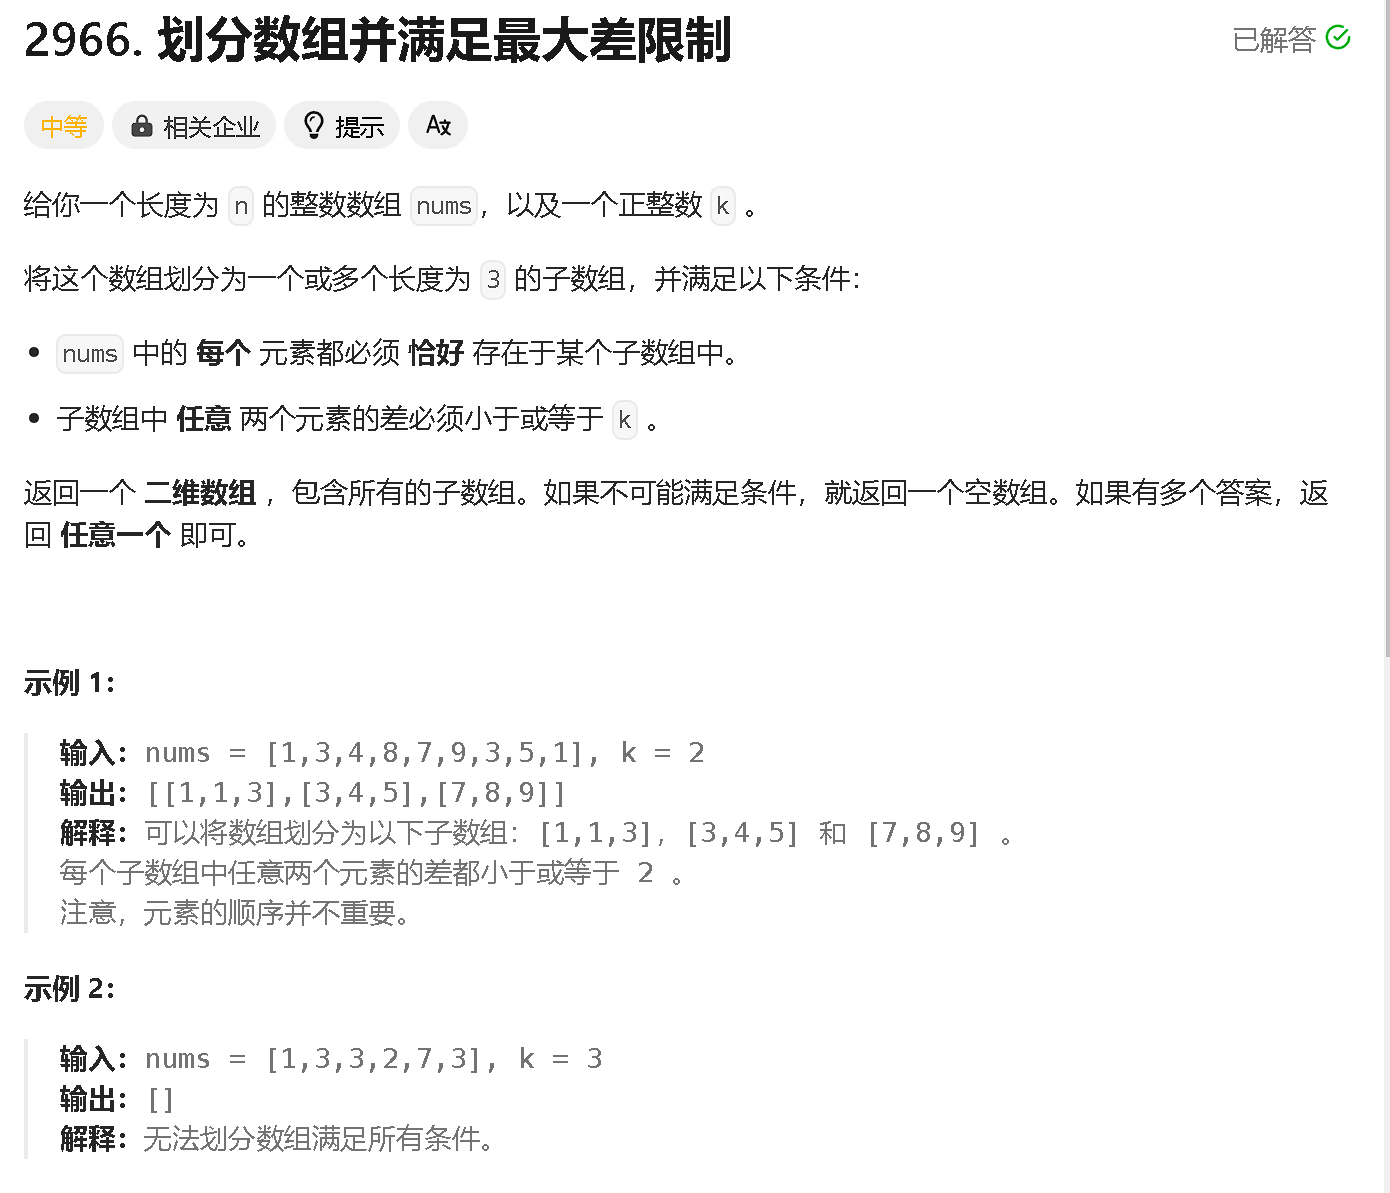 2966. 划分数组并满足最大差限制
已解答
中等
相关企业
提示
给你一个长度为 n 的整数数组 nums，以及一个正整数 k 。
将这个数组划分为一个或多个长度为 3 的子数组，并满足以下条件：
• nums 中的 每个 元素都必须 恰好 存在于某个子数组中。
• 子数组中 任意 两个元素的差必须小于或等于 k 。
返回一个 二维数组 ，包含所有的子数组。如果不可能满足条件，就返回一个空数组。如果有多个答案，返
回 任意一个 即可。
示例 1：
输入：nums = [1,3,4,8,7,9,3,5,1], k = 2
输出：[[1,1,3],[3,4,5],[7,8,9]]
解释：可以将数组划分为以下子数组：[1,1,3]，[3,4,5] 和 [7,8,9] 。
每个子数组中任意两个元素的差都小于或等于 2 。
注意，元素的顺序并不重要。
示例 2：
输入：nums = [1,3,3,2,7,3], k = 3
输出：[]
解释：无法划分数组满足所有条件。